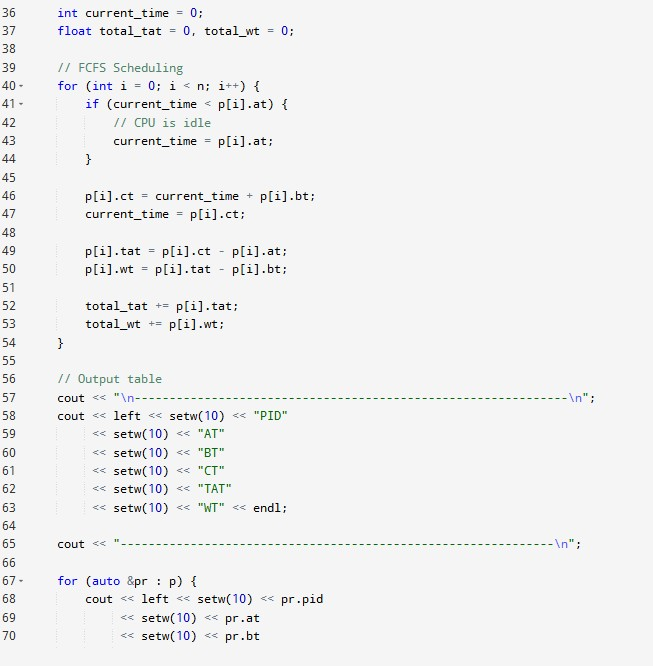 36 int current_time = 0;
37 float total_tat = 0, total_wt = 0;
38
39 // FCFS Scheduling
40 for (int i = 0; i < n; i++) {
41 if (current_time < p[i].at) {
42 // CPU is idle
43 current_time = p[i].at;
44 }
45
46 p[i].ct = current_time + p[i].bt;
47 current_time = p[i].ct;
48
49 p[i].tat = p[i].ct - p[i].at;
50 p[i].wt = p[i].tat - p[i].bt;
51
52 total_tat += p[i].tat;
53 total_wt += p[i].wt;
54 }
55
56 // Output table
57 cout << "\n--------------------------------------------------------------\n";
58 cout << left << setw(10) << "PID"
59 << setw(10) << "AT"
60 << setw(10) << "BT"
61 << setw(10) << "CT"
62 << setw(10) << "TAT"
63 << setw(10) << "WT" << endl;
64
65 cout << "--------------------------------------------------------------\n";
66
67 for (auto &pr : p) {
68 cout << left << setw(10) << pr.pid
69 << setw(10) << pr.at
70 << setw(10) << pr.bt